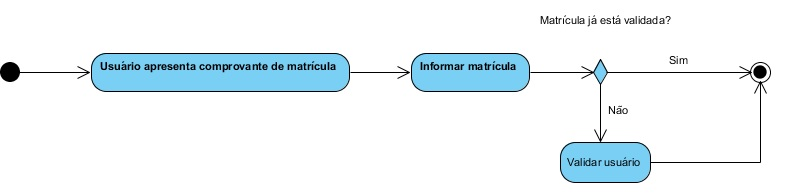 Matrícula já está validada?
Usuário apresenta comprovante de matrícula
Informar matrícula
Sim
Não
Validar usuário